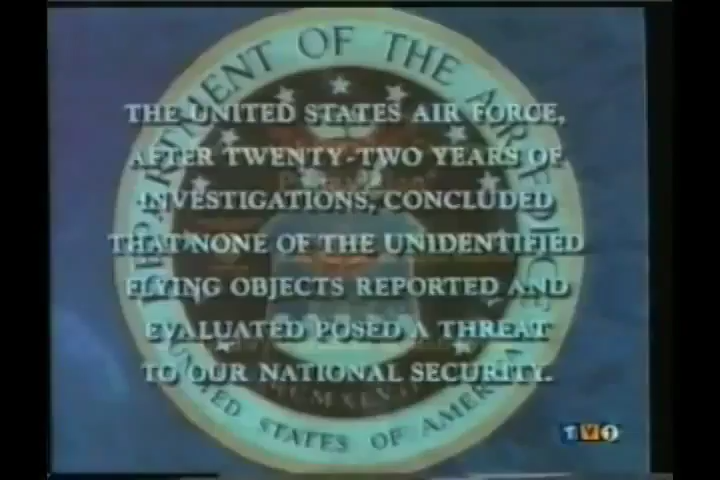 THE UNITED STATES AIR FORCE,
AFTER TWENTY-TWO YEARS OF
INVESTIGATIONS, CONCLUDED
THAT NONE OF THE UNIDENTIFIED
FLYING OBJECTS REPORTED AND
EVALUATED POSED A THREAT
TO OUR NATIONAL SECURITY.
DEPARTMENT OF THE AIR FORCE
MCMXLVII
UNITED STATES OF AMERICA
TV1